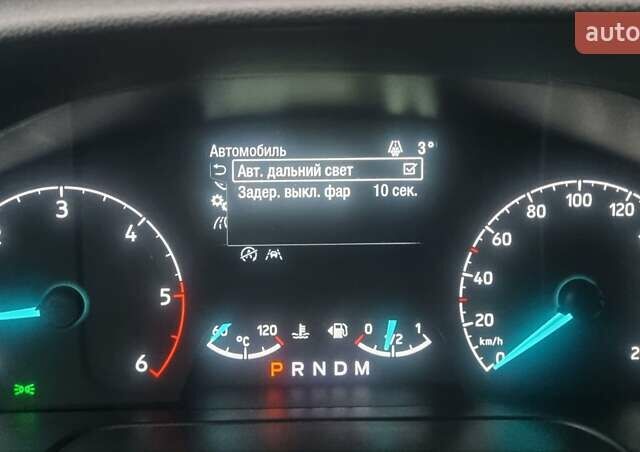 auto
Автомобиль 3°
Авт. дальний свет
Задер. выкл. фар 10 сек.
2 3 4 5 6
0 20 40 60 80 100 120
km/h
60 120
°C
0 1/2 1
P R N D M